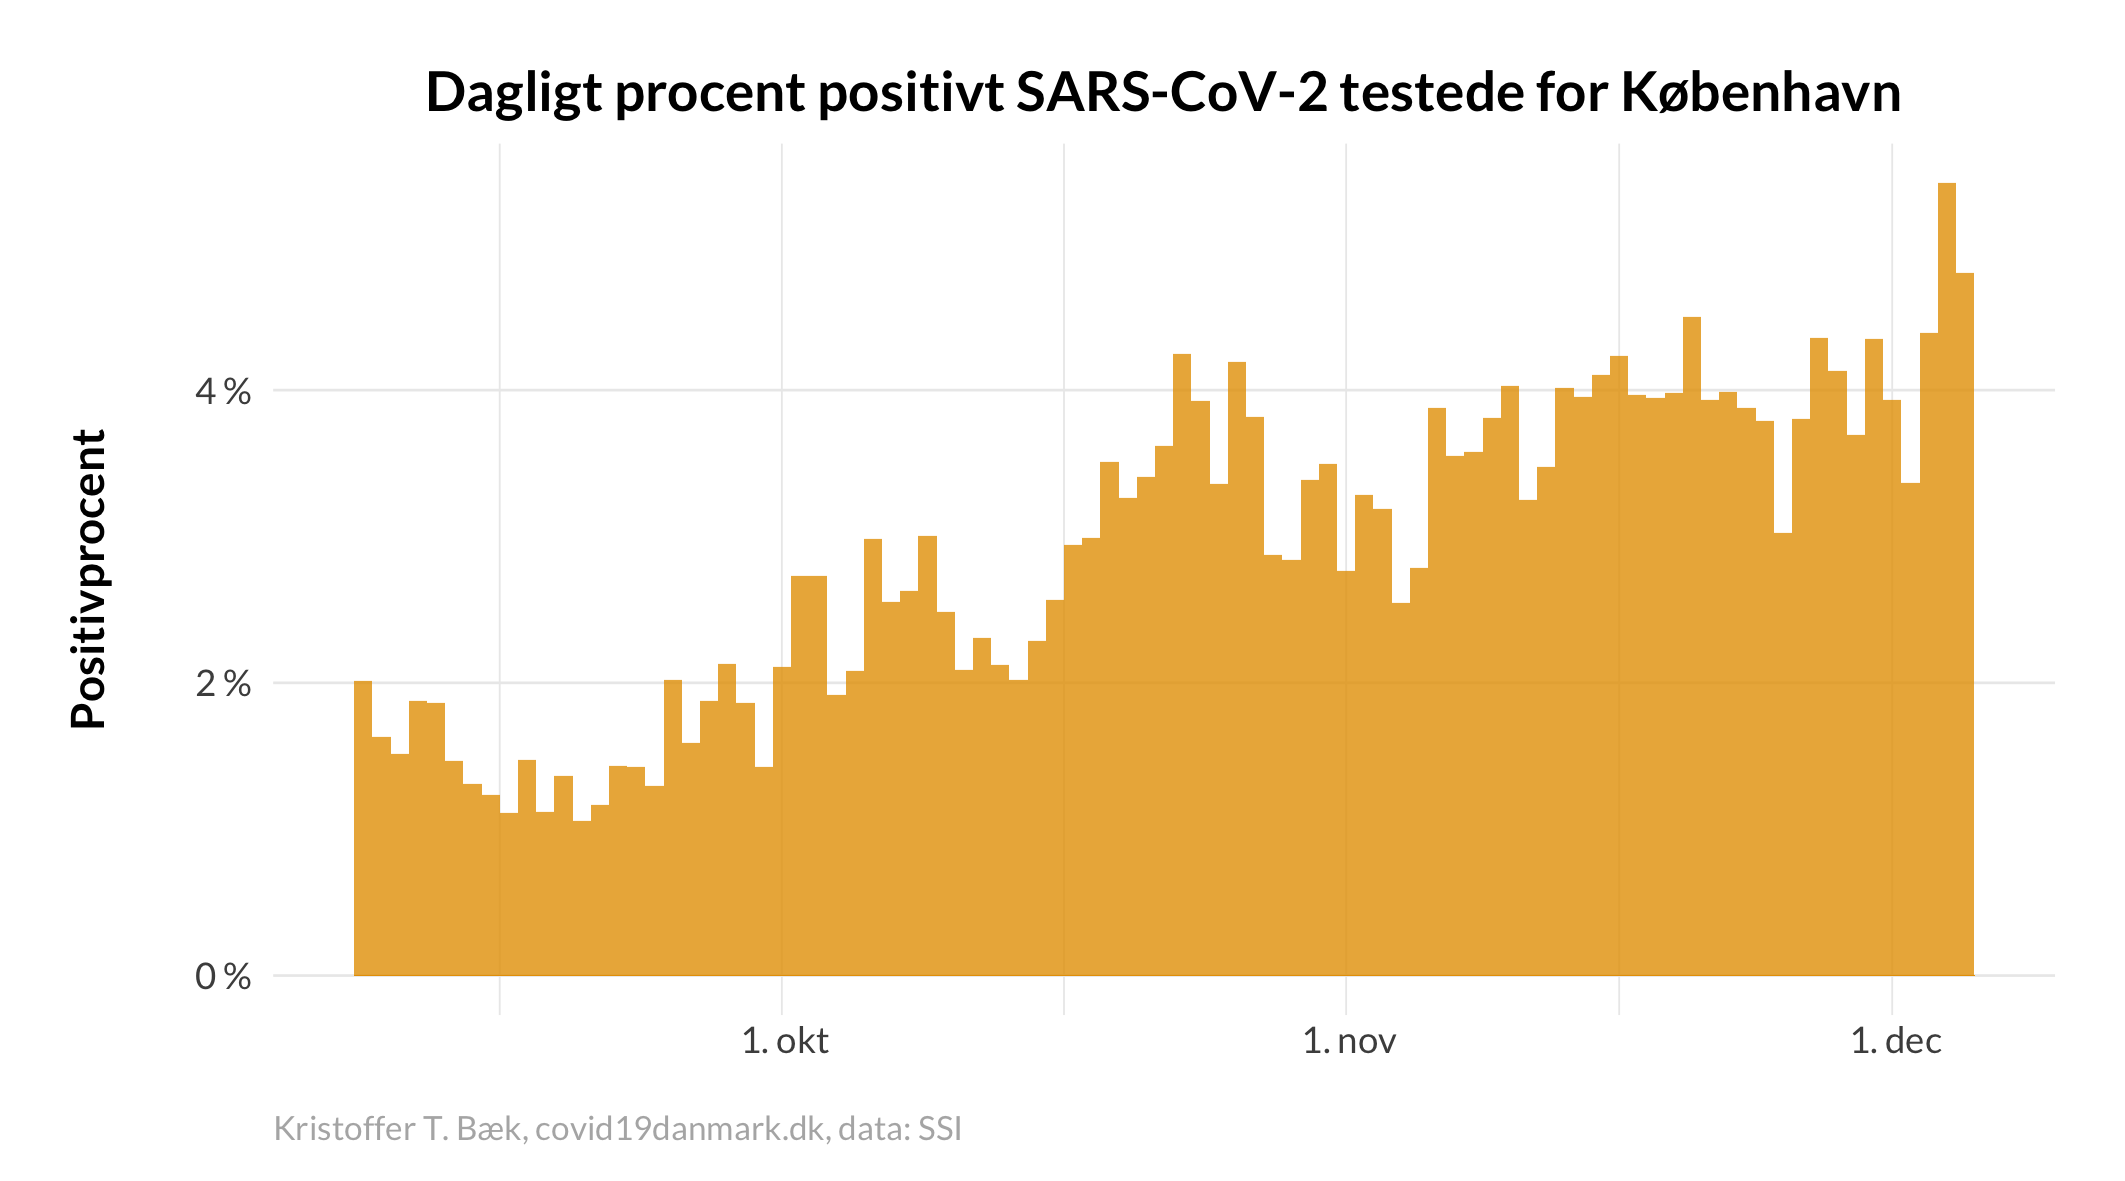 Dagligt procent positivt SARS-CoV-2 testede for København
Positivprocent
4 %
2 %
0 %
1. okt
1. nov
1. dec
Kristoffer T. Bæk, covid19danmark.dk, data: SSI